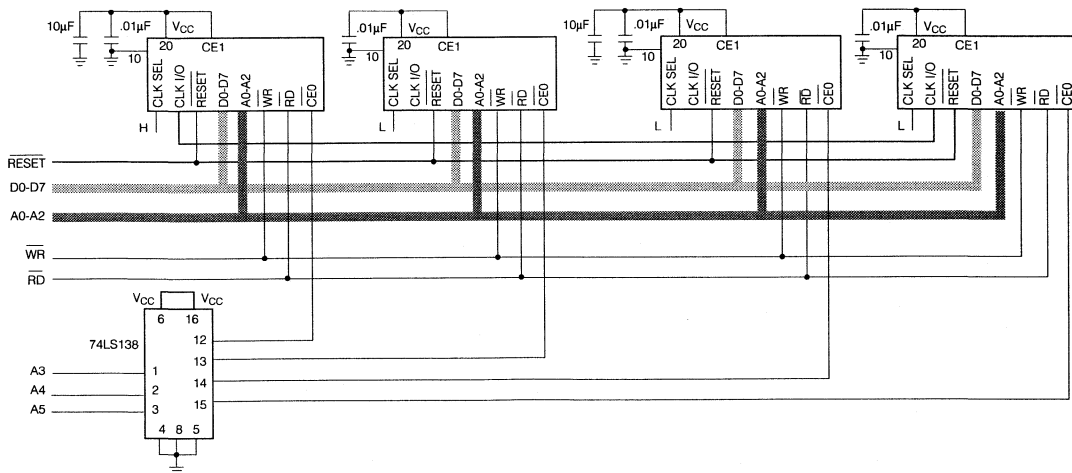 10µF .01µF VCC
20 CE1
10
CLK SEL CLK I/O RESET D0-D7 A0-A2 WR RD CE0
H
.01µF VCC
20 CE1
10
CLK SEL CLK I/O RESET D0-D7 A0-A2 WR RD CE0
L
10µF .01µF VCC
20 CE1
10
CLK SEL CLK I/O RESET D0-D7 A0-A2 WR RD CE0
L
.01µF VCC
20 CE1
10
CLK SEL CLK I/O RESET D0-D7 A0-A2 WR RD CE0
L
RESET
D0-D7
A0-A2
WR
RD
VCC VCC
6 16
74LS138
12
13
14
15
A3 1
A4 2
A5 3
4 8 5